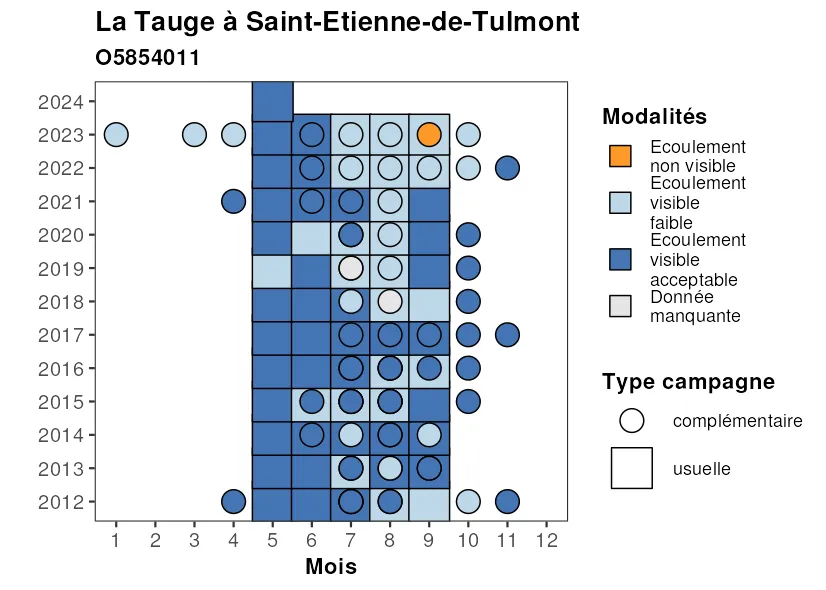 La Tauge à Saint-Etienne-de-Tulmont
O5854011
2024
2023
2022
2021
2020
2019
2018
2017
2016
2015
2014
2013
2012
1 2 3 4 5 6 7 8 9 10 11 12
Mois
Modalités
Ecoulement
non visible
Ecoulement
visible
faible
Ecoulement
visible
acceptable
Donnée
manquante
Type campagne
complémentaire
usuelle